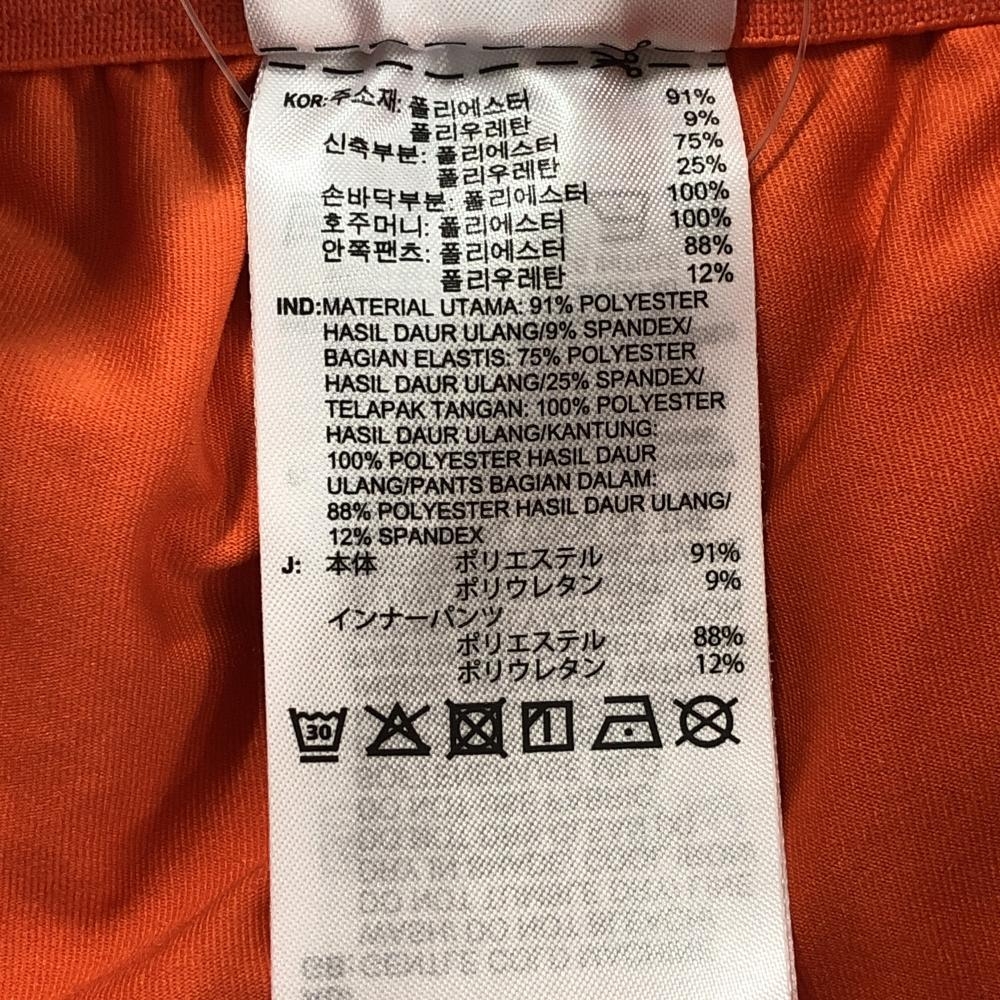 KOR:주소재: 폴리에스터 91%
폴리우레탄 9%
신축부분: 폴리에스터 75%
폴리우레탄 25%
손바닥부분: 폴리에스터 100%
호주머니: 폴리에스터 100%
안쪽팬츠: 폴리에스터 88%
폴리우레탄 12%
IND:MATERIAL UTAMA: 91% POLYESTER
HASIL DAUR ULANG/9% SPANDEX/
BAGIAN ELASTIS: 75% POLYESTER
HASIL DAUR ULANG/25% SPANDEX/
TELAPAK TANGAN: 100% POLYESTER
HASIL DAUR ULANG/KANTUNG:
100% POLYESTER HASIL DAUR
ULANG/PANTS BAGIAN DALAM:
88% POLYESTER HASIL DAUR ULANG/
12% SPANDEX
J: 本体 ポリエステル 91%
ポリウレタン 9%
インナーパンツ
ポリエステル 88%
ポリウレタン 12%
30